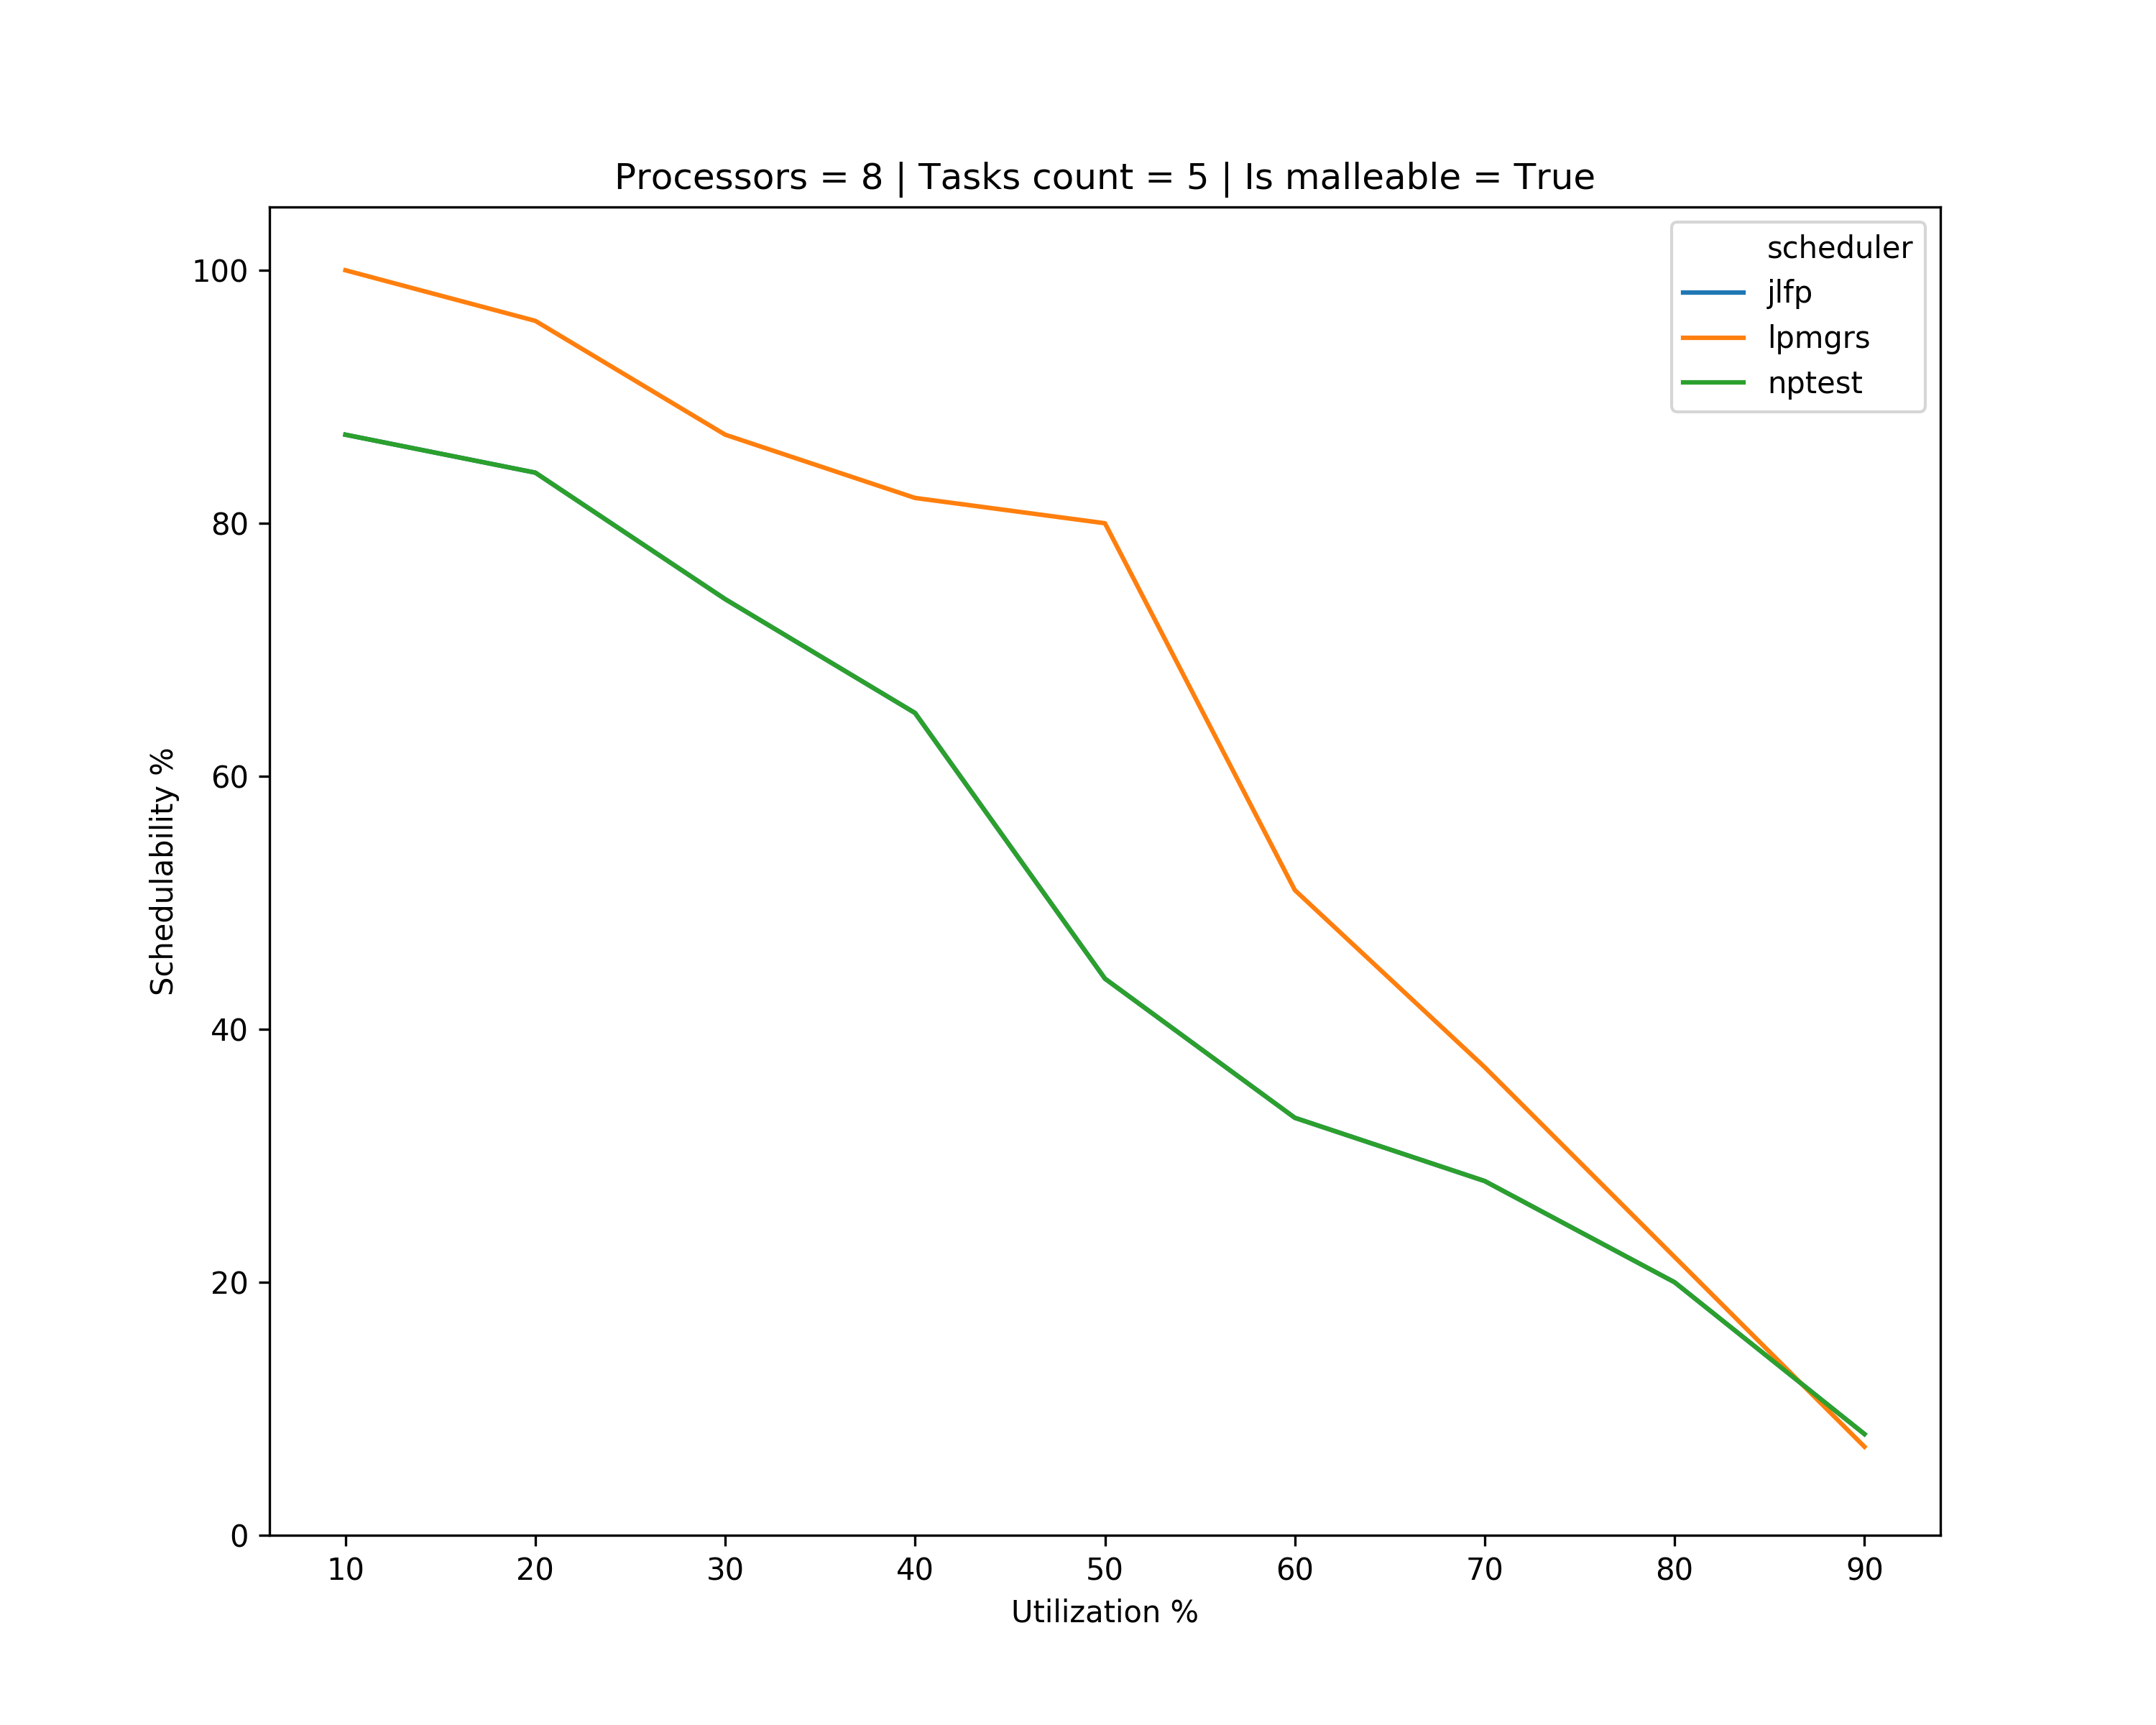 Processors = 8 | Tasks count = 5 | Is malleable = True
scheduler
jlfp
lpmgrs
nptest
Schedulability %
100
80
60
40
20
0
10 20 30 40 50 60 70 80 90
Utilization %